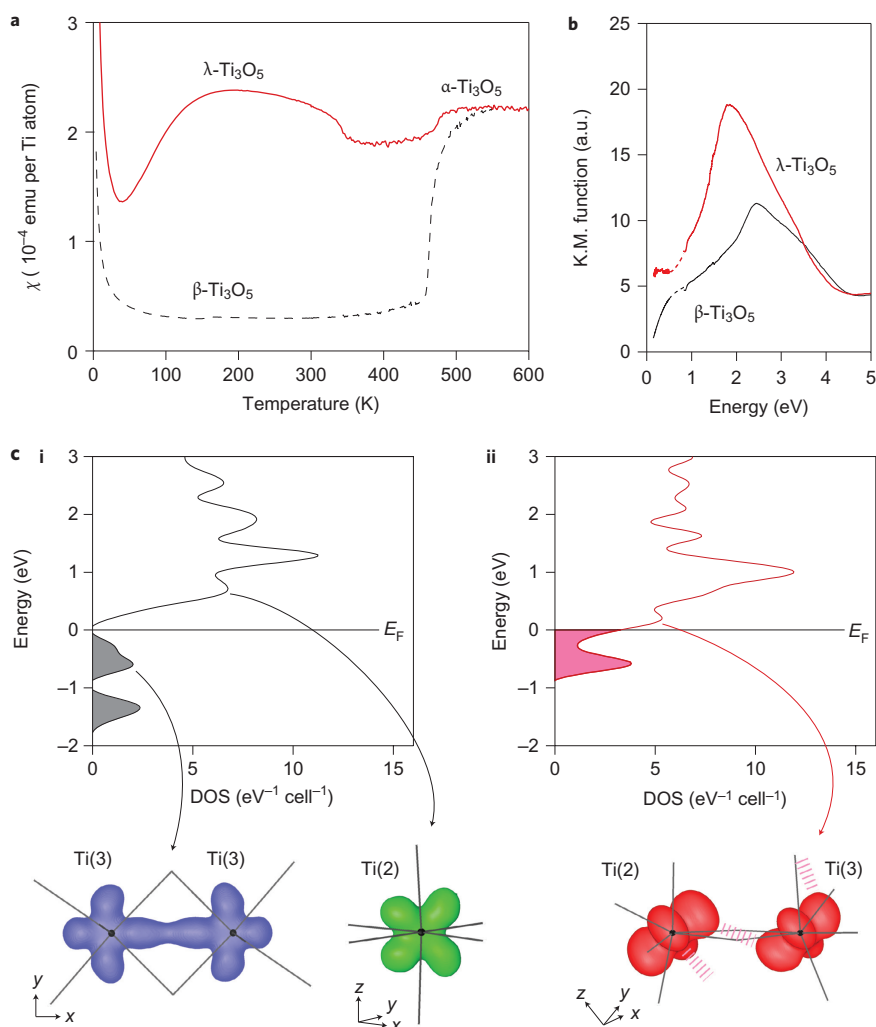 a
3
2
1
0
χ ( 10⁻⁴ emu per Ti atom)
λ-Ti₃O₅
α-Ti₃O₅
β-Ti₃O₅
0 100 200 300 400 500 600
Temperature (K)
b
25
20
15
10
5
0
K.M. function (a.u.)
λ-Ti₃O₅
β-Ti₃O₅
0 1 2 3 4 5
Energy (eV)
c i
3
2
1
0
–1
–2
Energy (eV)
E_F
0 5 10 15
DOS (eV⁻¹ cell⁻¹)
ii
3
2
1
0
–1
–2
Energy (eV)
E_F
0 5 10 15
DOS (eV⁻¹ cell⁻¹)
Ti(3) Ti(3)
y
x
Ti(2)
z
y
x
Ti(2) Ti(3)
z
y
x